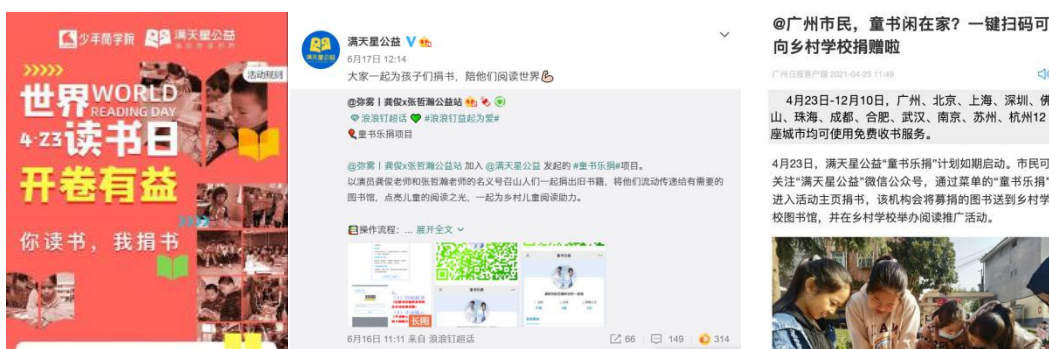 少年商学院 满天星公益
活动规则
世界WORLD
READING DAY
4·23读书日
开卷有益
你读书，我捐书
满天星公益
6月17日 12:14
大家一起为孩子们捐书，陪他们阅读世界
@弥雾丨龚俊x张哲瀚公益站
浪浪钉超话 #浪浪钉益起为爱#
童书乐捐项目
@弥雾丨龚俊x张哲瀚公益站 加入 @满天星公益 发起的 #童书乐捐#项目。
以演员龚俊老师和张哲瀚老师的名义号召山人们一起捐出旧书籍，将他们流动传递给有需要的
图书馆，点亮儿童的阅读之光，一起为乡村儿童阅读助力。
操作流程：... 展开全文
长图
6月16日 11:11 来自 浪浪钉超话
66 149 314
@广州市民，童书闲在家？一键扫码可
向乡村学校捐赠啦
广州日报客户端 2021-04-25 11:49
4月23日-12月10日，广州、北京、上海、深圳、佛
山、珠海、成都、合肥、武汉、南京、苏州、杭州12
座城市均可使用免费收书服务。
4月23日，满天星公益“童书乐捐”计划如期启动。市民可
关注“满天星公益”微信公众号，通过菜单的“童书乐捐”
进入活动主页捐书，该机构会将募捐的图书送到乡村学
校图书馆，并在乡村学校举办阅读推广活动。